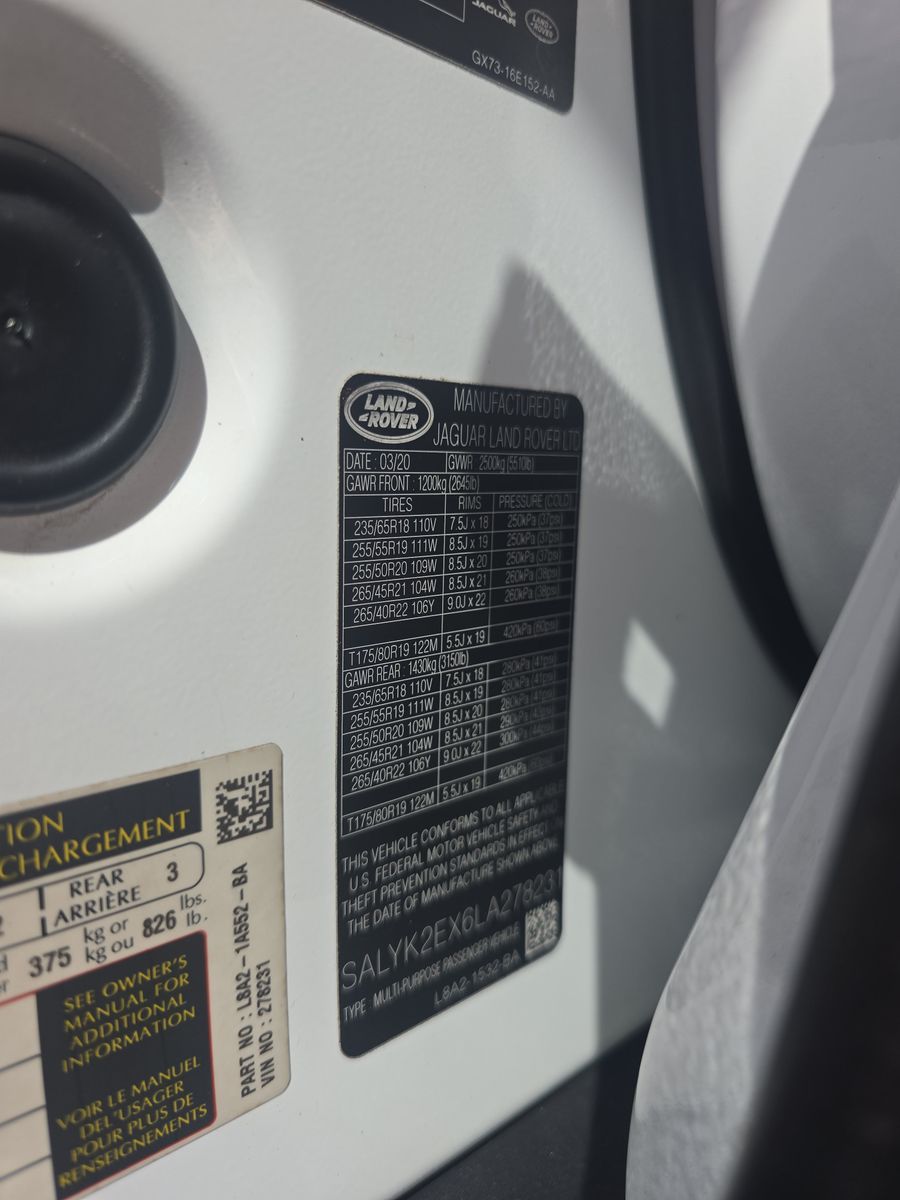 JAGUAR
LAND
ROVER
GX73-16E152-AA
LAND
ROVER
MANUFACTURED BY
JAGUAR LAND ROVER LTD
DATE : 03/20 GVWR 2500kg (5510lb)
GAWR FRONT : 1200kg (2645lb)
TIRES RIMS PRESSURE (COLD)
235/65R18 110V 7.5J x 18 250kPa (37psi)
255/55R19 111W 8.5J x 19 250kPa (37psi)
255/50R20 109W 8.5J x 20 250kPa (37psi)
265/45R21 104W 8.5J x 21 260kPa (38psi)
265/40R22 106Y 9.0J x 22 260kPa (38psi)
T175/80R19 122M 5.5J x 19 420kPa (60psi)
GAWR REAR : 1430kg (3150lb)
235/65R18 110V 7.5J x 18 280kPa (41psi)
255/55R19 111W 8.5J x 19 280kPa (41psi)
255/50R20 109W 8.5J x 20 280kPa (41psi)
265/45R21 104W 8.5J x 21 290kPa (42psi)
265/40R22 106Y 9.0J x 22 300kPa (44psi)
T175/80R19 122M 5.5J x 19 420kPa (60psi)
THIS VEHICLE CONFORMS TO ALL APPLICABLE
U.S FEDERAL MOTOR VEHICLE SAFETY AND
THEFT PREVENTION STANDARDS IN EFFECT ON
THE DATE OF MANUFACTURE SHOWN ABOVE
SALYK2EX6LA278231
TYPE MULTI-PURPOSE PASSENGER VEHICLE
L8A2-1532-BA
TION
CHARGEMENT
REAR 3
ARRIÈRE
375 kg or 826 lbs.
kg ou lb.
SEE OWNER'S
MANUAL FOR
ADDITIONAL
INFORMATION
VOIR LE MANUEL
DEL'USAGER
POUR PLUS DE
RENSEIGNEMENTS
PART NO : L8A2-1A552-BA
VIN NO : 278231